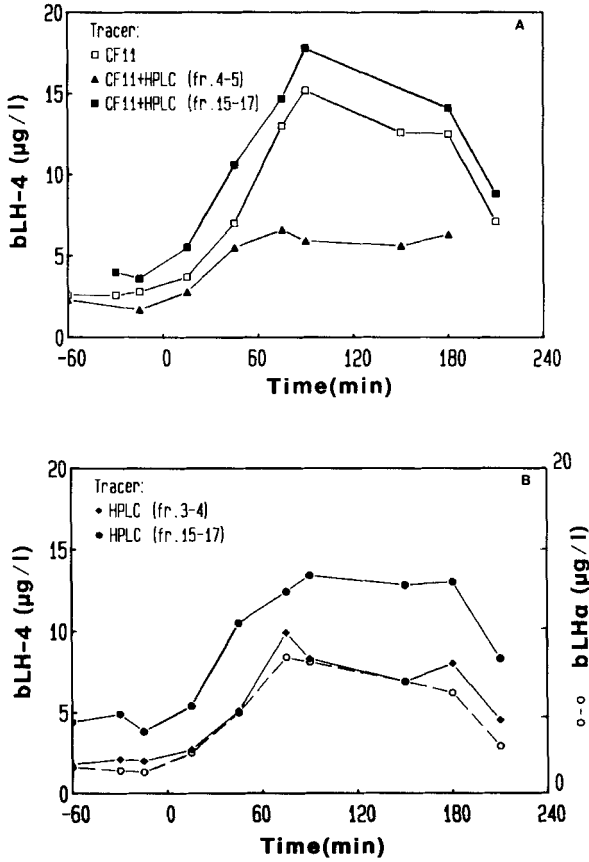 A
20
15
10
5
0
bLH-4 (µg/l)
Tracer:
CF11
CF11+HPLC (fr.4-5)
CF11+HPLC (fr.15-17)
-60 0 60 120 180 240
Time(min)
B
20
15
10
5
0
bLH-4 (µg/l)
Tracer:
HPLC (fr.3-4)
HPLC (fr.15-17)
20
0
o-o bLHα (µg/l)
-60 0 60 120 180 240
Time(min)